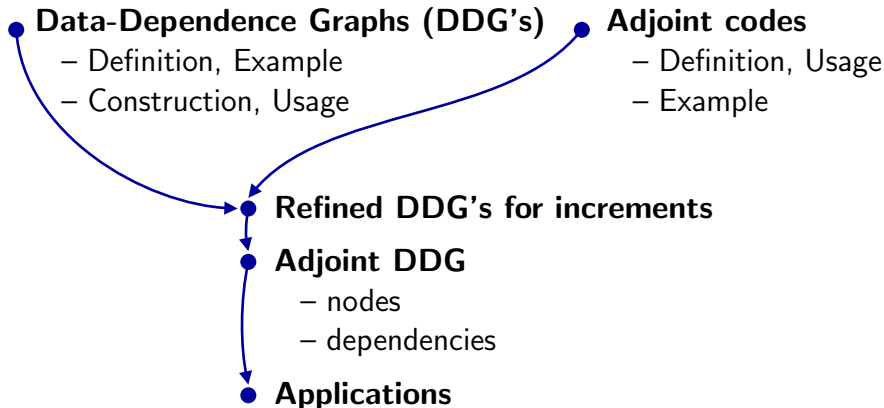 Data-Dependence Graphs (DDG's)
– Definition, Example
– Construction, Usage
Adjoint codes
– Definition, Usage
– Example
Refined DDG's for increments
Adjoint DDG
– nodes
– dependencies
Applications